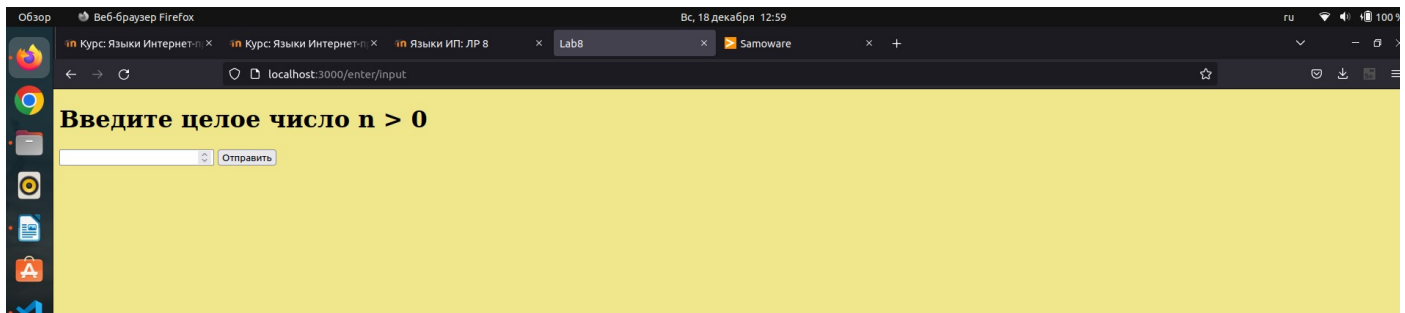 Обзор Веб-браузер Firefox Вс, 18 декабря 12:59 ru 100 %
Курс: Языки Интернет-п Курс: Языки Интернет-п Языки ИП: ЛР 8 Lab8 Samoware
localhost:3000/enter/input
Введите целое число n > 0
Отправить